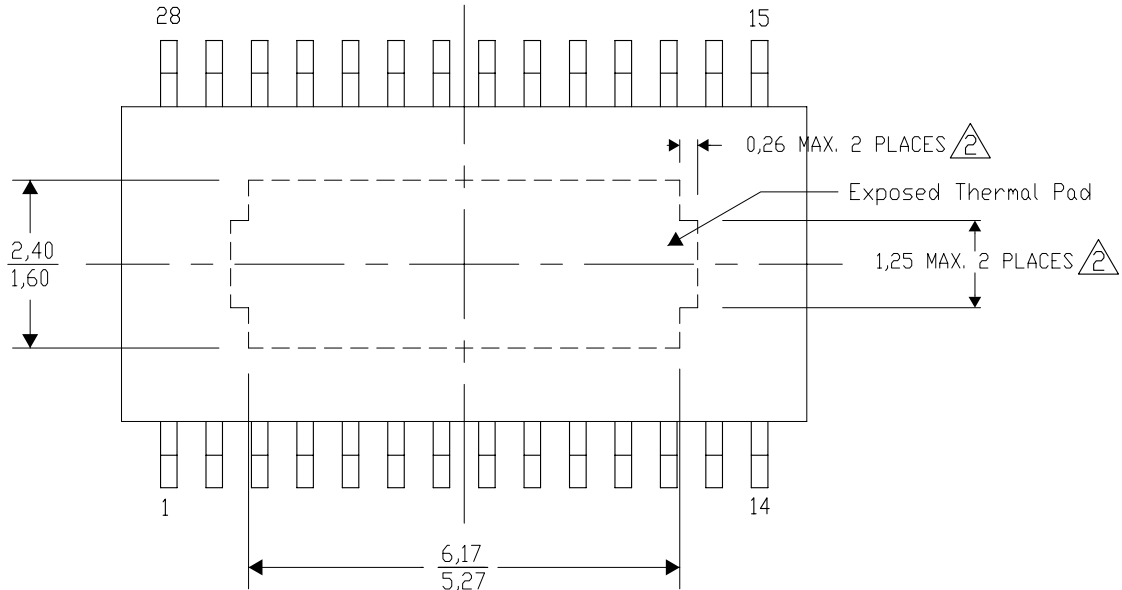 28
15
0,26 MAX. 2 PLACES 2
Exposed Thermal Pad
2,40
1,60
1,25 MAX. 2 PLACES 2
1
14
6,17
5,27